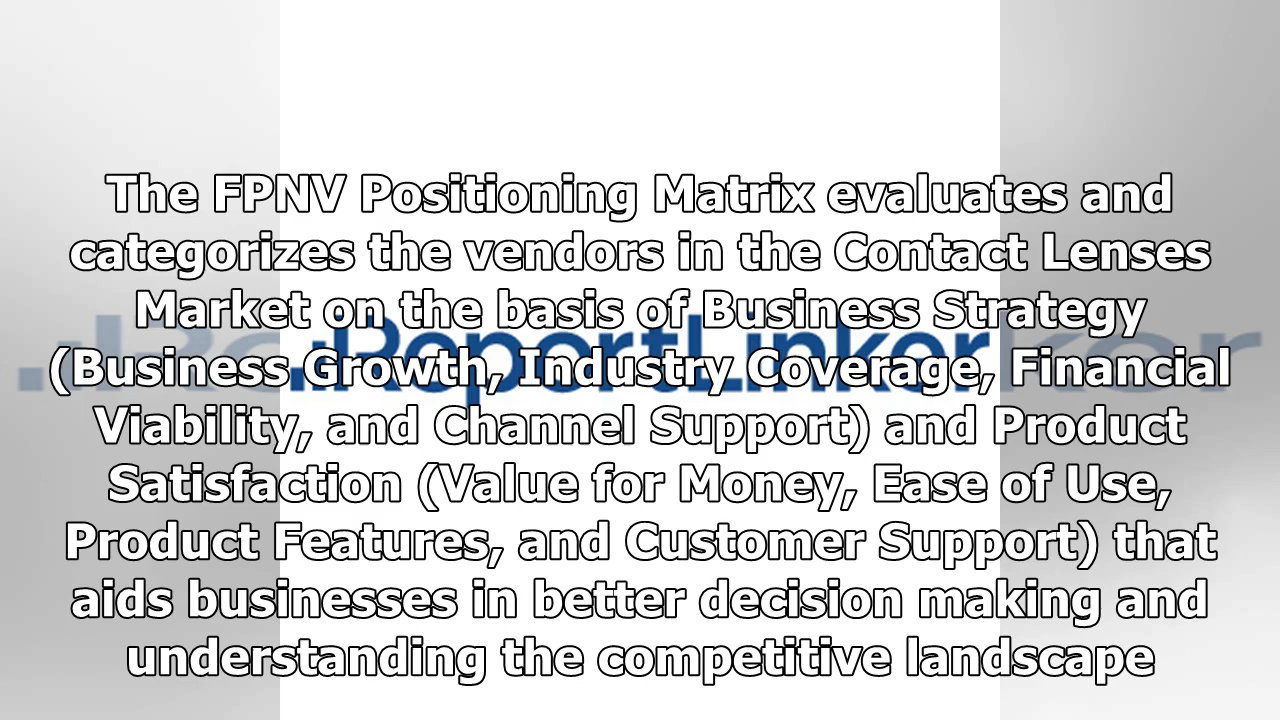 The FPNV Positioning Matrix evaluates and
categorizes the vendors in the Contact Lenses
Market on the basis of Business Strategy
(Business Growth, Industry Coverage, Financial
Viability, and Channel Support) and Product
Satisfaction (Value for Money, Ease of Use,
Product Features, and Customer Support) that
aids businesses in better decision making and
understanding the competitive landscape
ReportLinker